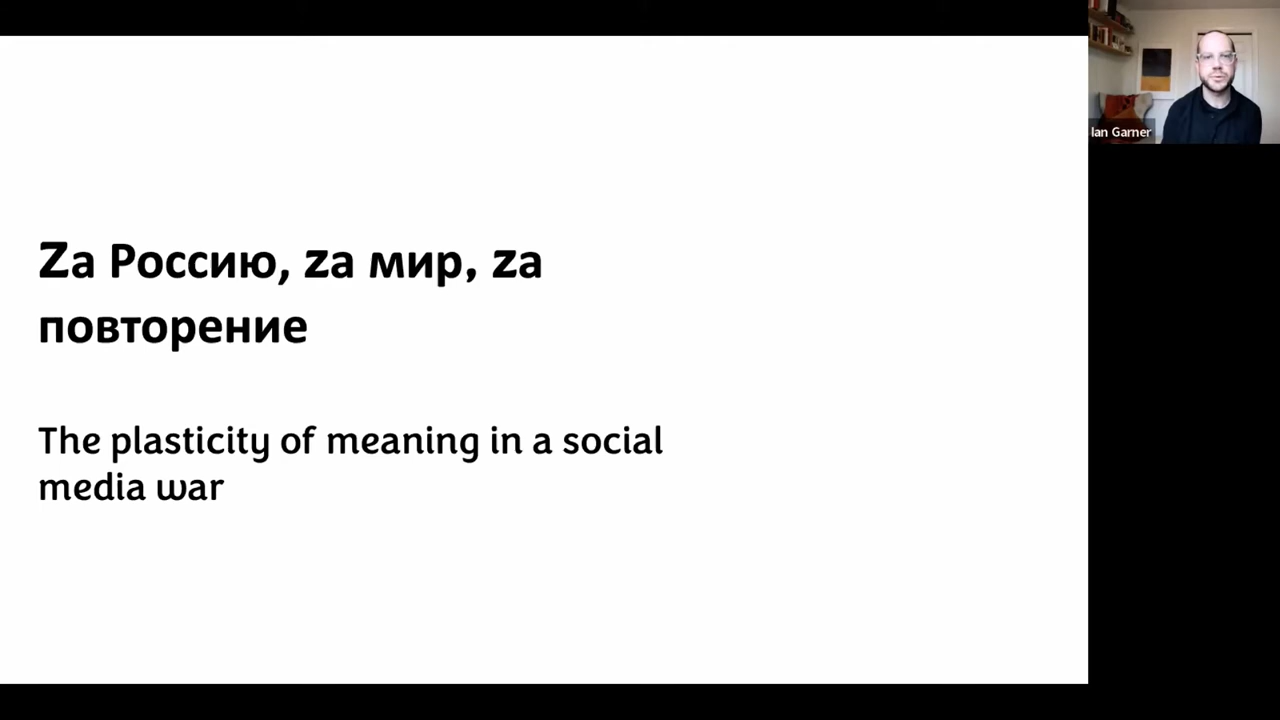 Zа Россию, zа мир, zа
повторение
The plasticity of meaning in a social
media war
Ian Garner